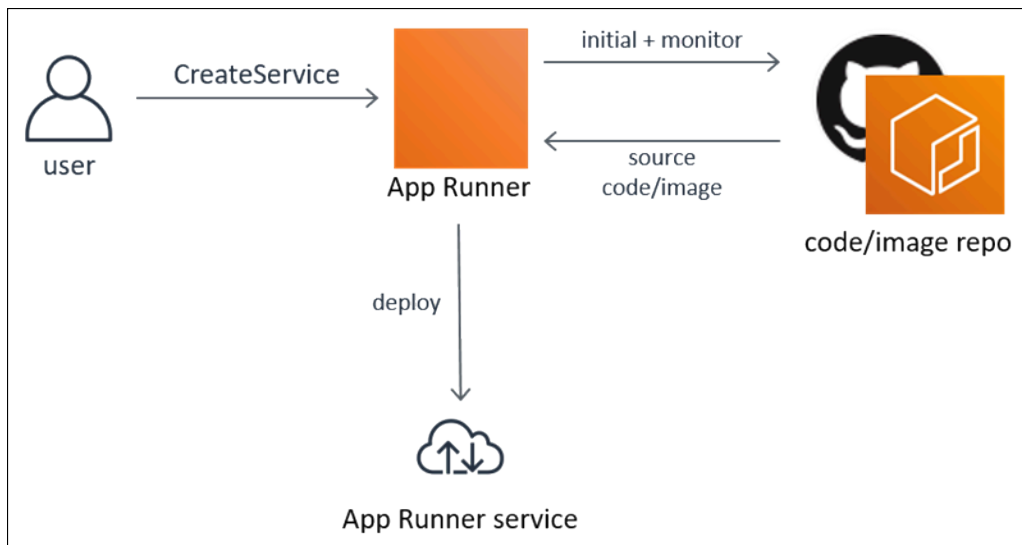 CreateService
initial + monitor
user
App Runner
source
code/image
code/image repo
deploy
App Runner service